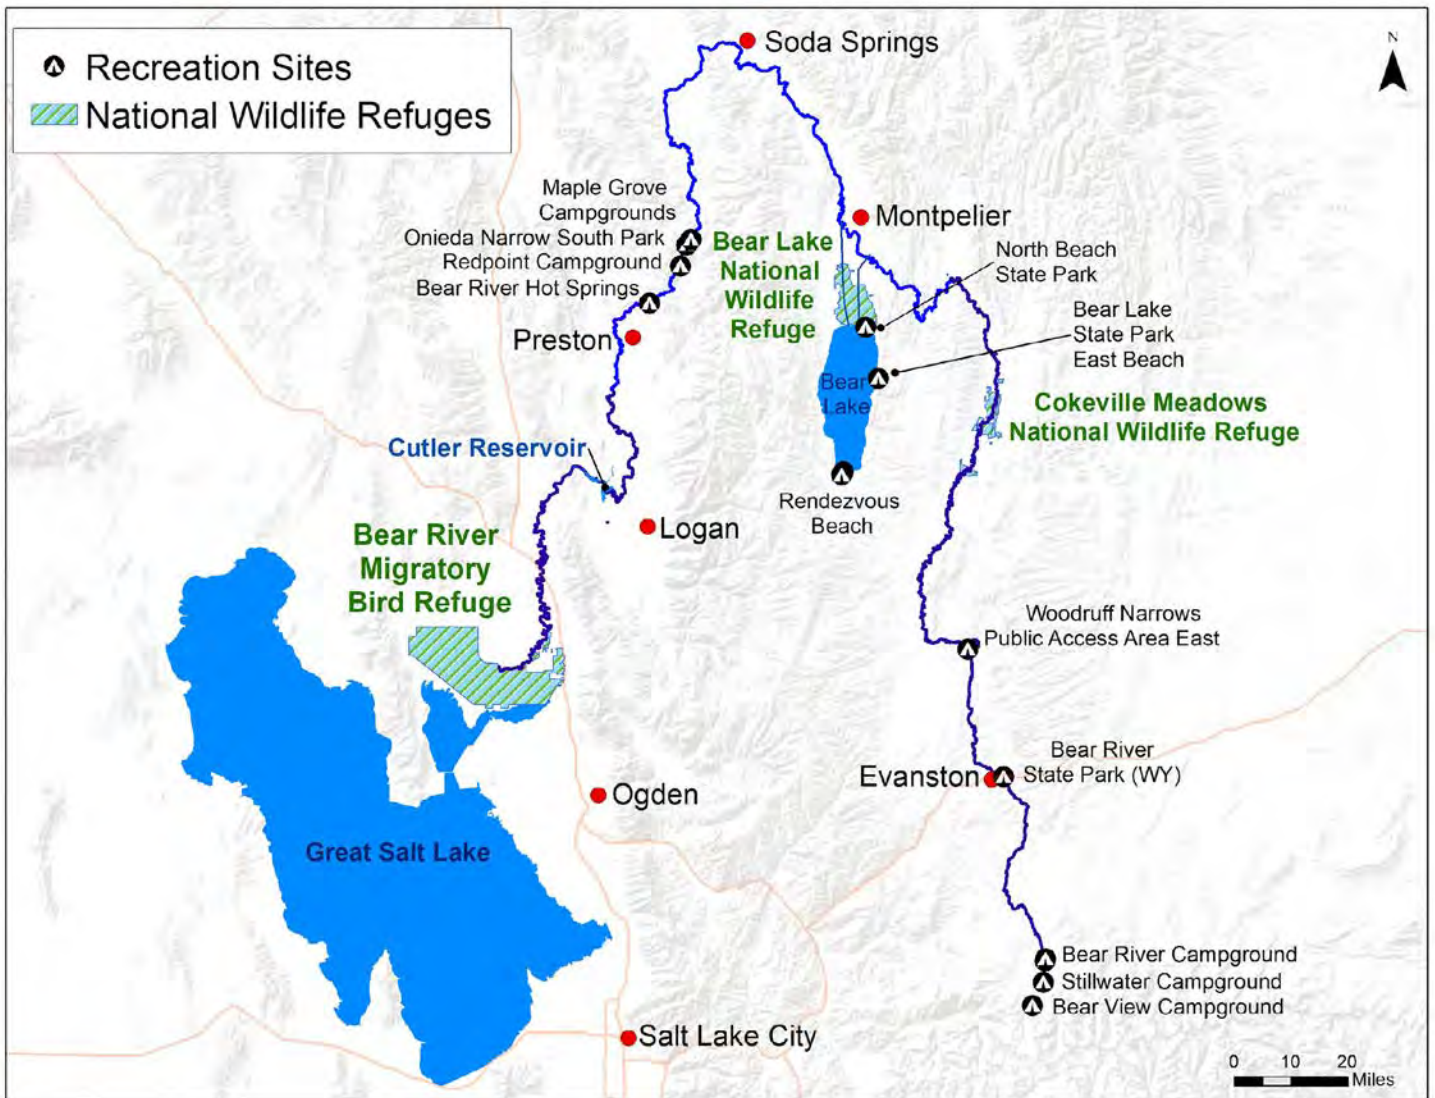 Recreation Sites
National Wildlife Refuges
N
Soda Springs
Maple Grove
Campgrounds
Onieda Narrow South Park
Redpoint Campground
Bear River Hot Springs
Preston
Montpelier
Bear Lake
National
Wildlife
Refuge
North Beach
State Park
Bear Lake
State Park
East Beach
Bear
Lake
Cokeville Meadows
National Wildlife Refuge
Cutler Reservoir
Rendezvous
Beach
Logan
Bear River
Migratory
Bird Refuge
Woodruff Narrows
Public Access Area East
Bear River
State Park (WY)
Evanston
Ogden
Great Salt Lake
Bear River Campground
Stillwater Campground
Bear View Campground
Salt Lake City
0 10 20
Miles